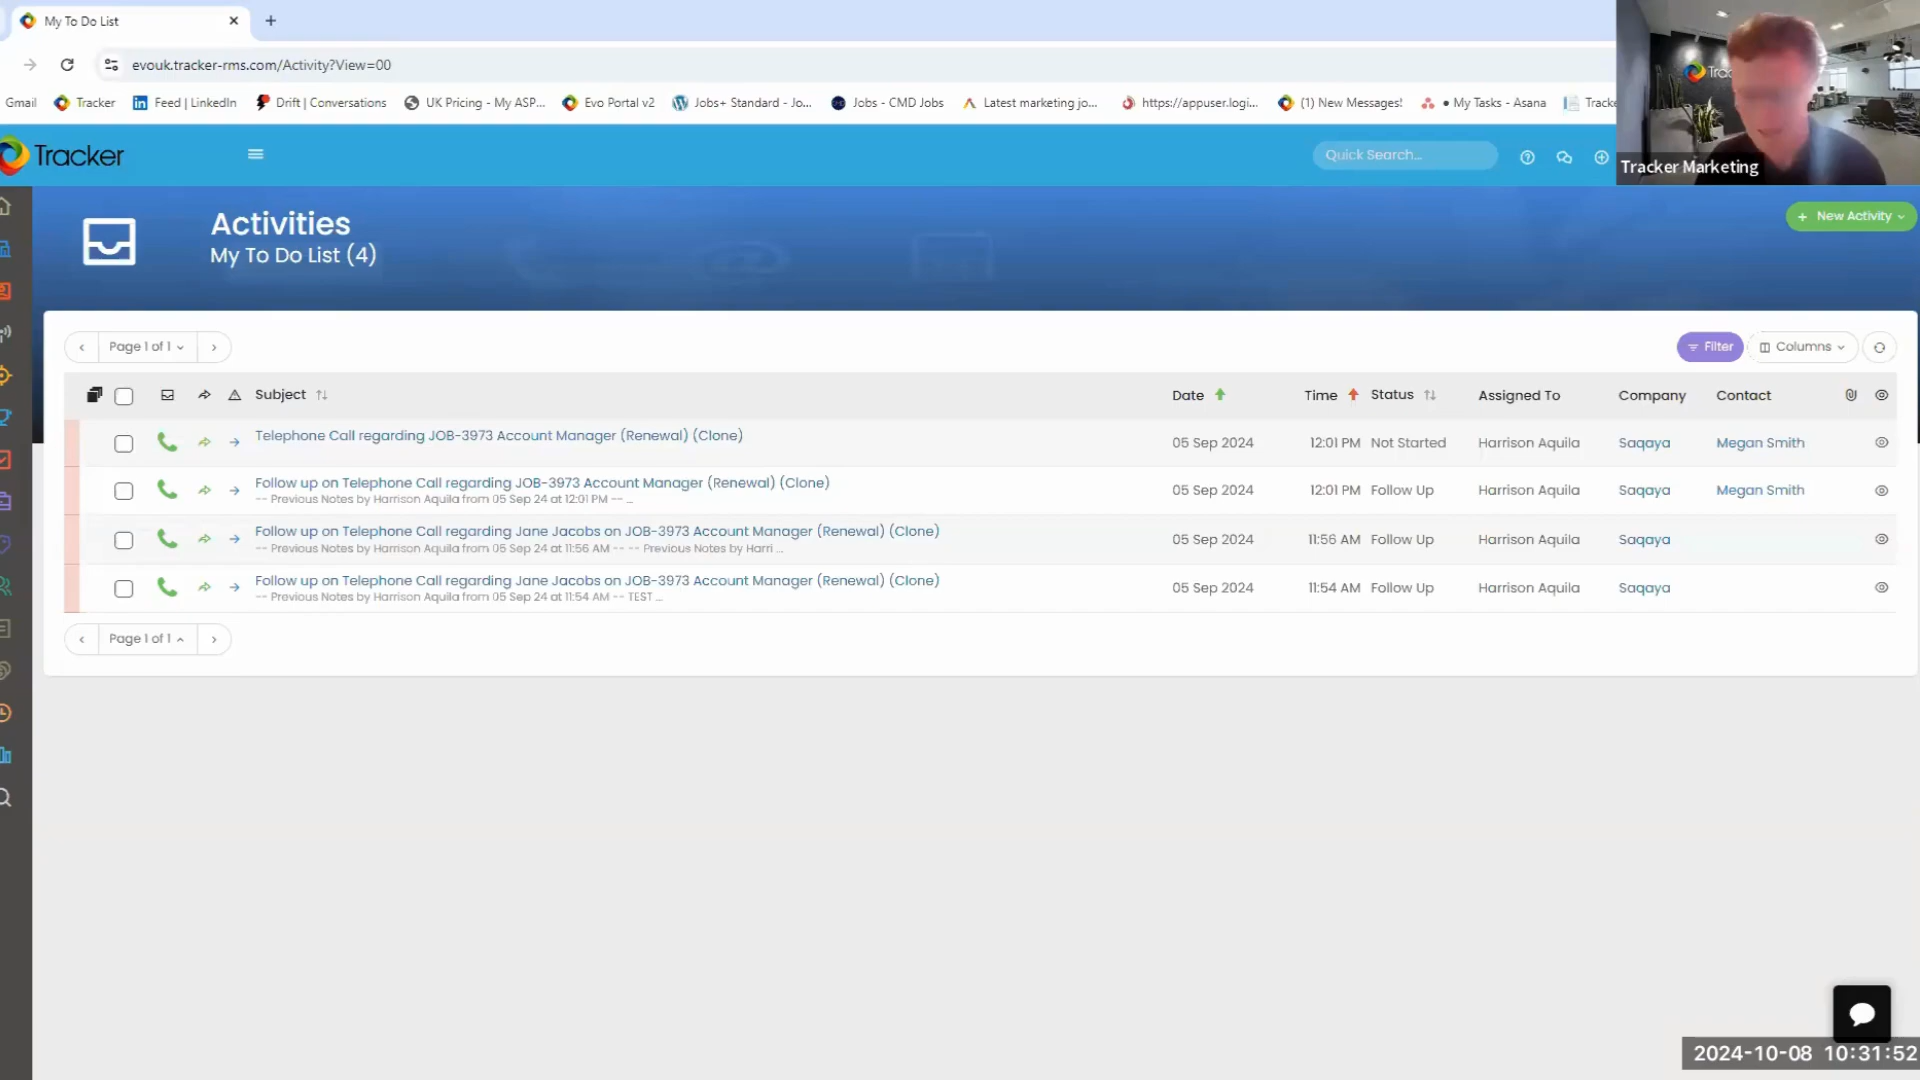 My To Do List
evouk.tracker-rms.com/Activity?View=00
Gmail Tracker Feed | LinkedIn Drift | Conversations UK Pricing - My ASP... Evo Portal v2 Jobs+ Standard - Jo... Jobs - CMD Jobs Latest marketing jo... https://appuser.logi... (1) New Messages! • My Tasks - Asana Tracke
Tracker
Quick Search...
Tracker Marketing
Activities
My To Do List (4)
+ New Activity
Page 1 of 1
Filter Columns
Subject Date Time Status Assigned To Company Contact
Telephone Call regarding JOB-3973 Account Manager (Renewal) (Clone) 05 Sep 2024 12:01 PM Not Started Harrison Aquila Saqaya Megan Smith
Follow up on Telephone Call regarding JOB-3973 Account Manager (Renewal) (Clone) 05 Sep 2024 12:01 PM Follow Up Harrison Aquila Saqaya Megan Smith
-- Previous Notes by Harrison Aquila from 05 Sep 24 at 12:01 PM -- ...
Follow up on Telephone Call regarding Jane Jacobs on JOB-3973 Account Manager (Renewal) (Clone) 05 Sep 2024 11:56 AM Follow Up Harrison Aquila Saqaya
-- Previous Notes by Harrison Aquila from 05 Sep 24 at 11:56 AM -- -- Previous Notes by Harri ...
Follow up on Telephone Call regarding Jane Jacobs on JOB-3973 Account Manager (Renewal) (Clone) 05 Sep 2024 11:54 AM Follow Up Harrison Aquila Saqaya
-- Previous Notes by Harrison Aquila from 05 Sep 24 at 11:54 AM -- TEST ...
Page 1 of 1
2024-10-08 10:31:52